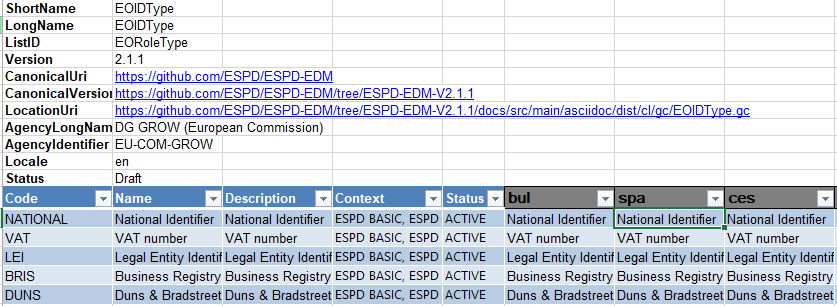 ShortName EOIDType
LongName EOIDType
ListID EORoleType
Version 2.1.1
CanonicalUri https://github.com/ESPD/ESPD-EDM
CanonicalVersion https://github.com/ESPD/ESPD-EDM/tree/ESPD-EDM-V2.1.1
LocationUri https://github.com/ESPD/ESPD-EDM/tree/ESPD-EDM-V2.1.1/docs/src/main/asciidoc/dist/cl/gc/EOIDType.gc
AgencyLongNam DG GROW (European Commission)
AgencyIdentifier EU-COM-GROW
Locale en
Status Draft
Code Name Description Context Status bul spa ces
NATIONAL National Identifier National Identifier ESPD BASIC, ESPD ACTIVE National Identifier National Identifier National Identifier
VAT VAT number VAT number ESPD BASIC, ESPD ACTIVE VAT number VAT number VAT number
LEI Legal Entity Identif Legal Entity Identif ESPD BASIC, ESPD ACTIVE Legal Entity Identif Legal Entity Identif Legal Entity Identif
BRIS Business Registry Business Registry ESPD BASIC, ESPD ACTIVE Business Registry Business Registry Business Registry
DUNS Duns & Bradstreet Duns & Bradstreet ESPD BASIC, ESPD ACTIVE Duns & Bradstreet Duns & Bradstreet Duns & Bradstreet